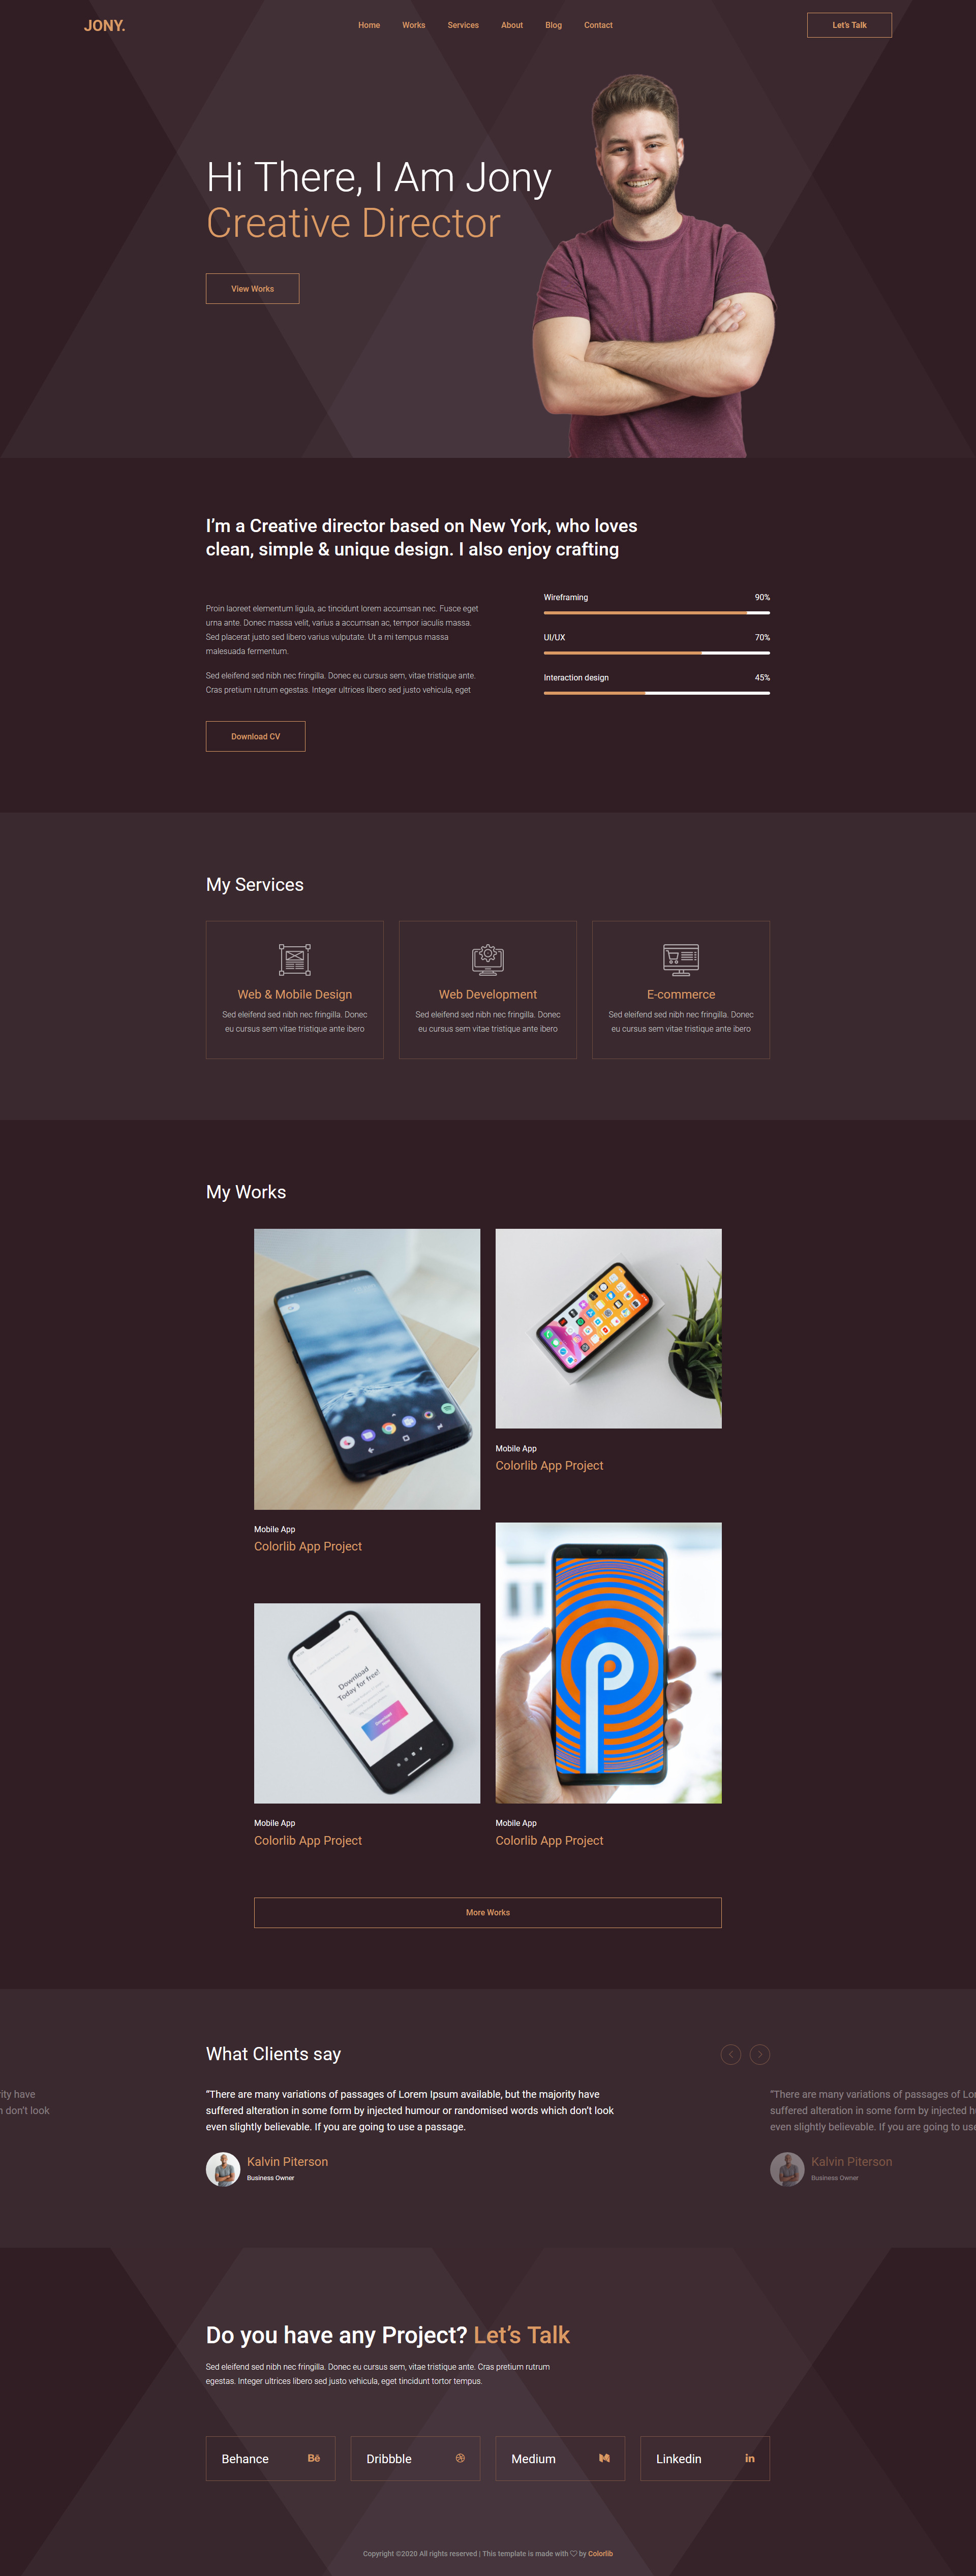 JONY.
Home
Works
Services
About
Blog
Contact
Let's Talk
Hi There, I Am Jony
Creative Director
View Works
I'm a Creative director based on New York, who loves
clean, simple & unique design. I also enjoy crafting
Proin laoreet elementum ligula, ac tincidunt lorem accumsan nec. Fusce eget
urna ante. Donec massa velit, varius a accumsan ac, tempor iaculis massa.
Sed placerat justo sed libero varius vulputate. Ut a mi tempus massa
malesuada fermentum.
Sed eleifend sed nibh nec fringilla. Donec eu cursus sem, vitae tristique ante.
Cras pretium rutrum egestas. Integer ultrices libero sed justo vehicula, eget
Download CV
Wireframing 90%
UI/UX 70%
Interaction design 45%
My Services
Web & Mobile Design
Sed eleifend sed nibh nec fringilla. Donec
eu cursus sem vitae tristique ante ibero
Web Development
Sed eleifend sed nibh nec fringilla. Donec
eu cursus sem vitae tristique ante ibero
E-commerce
Sed eleifend sed nibh nec fringilla. Donec
eu cursus sem vitae tristique ante ibero
My Works
Mobile App
Colorlib App Project
Mobile App
Colorlib App Project
Download
Today for free!
Mobile App
Colorlib App Project
Mobile App
Colorlib App Project
More Works
What Clients say
ity have
n don't look
"There are many variations of passages of Lorem Ipsum available, but the majority have
suffered alteration in some form by injected humour or randomised words which don't look
even slightly believable. If you are going to use a passage.
Kalvin Piterson
Business Owner
"There are many variations of passages of Lor
suffered alteration in some form by injected h
even slightly believable. If you are going to use
Kalvin Piterson
Business Owner
Do you have any Project? Let's Talk
Sed eleifend sed nibh nec fringilla. Donec eu cursus sem, vitae tristique ante. Cras pretium rutrum
egestas. Integer ultrices libero sed justo vehicula, eget tincidunt tortor tempus.
Behance
Dribbble
Medium
Linkedin
Copyright ©2020 All rights reserved | This template is made with ♡ by Colorlib